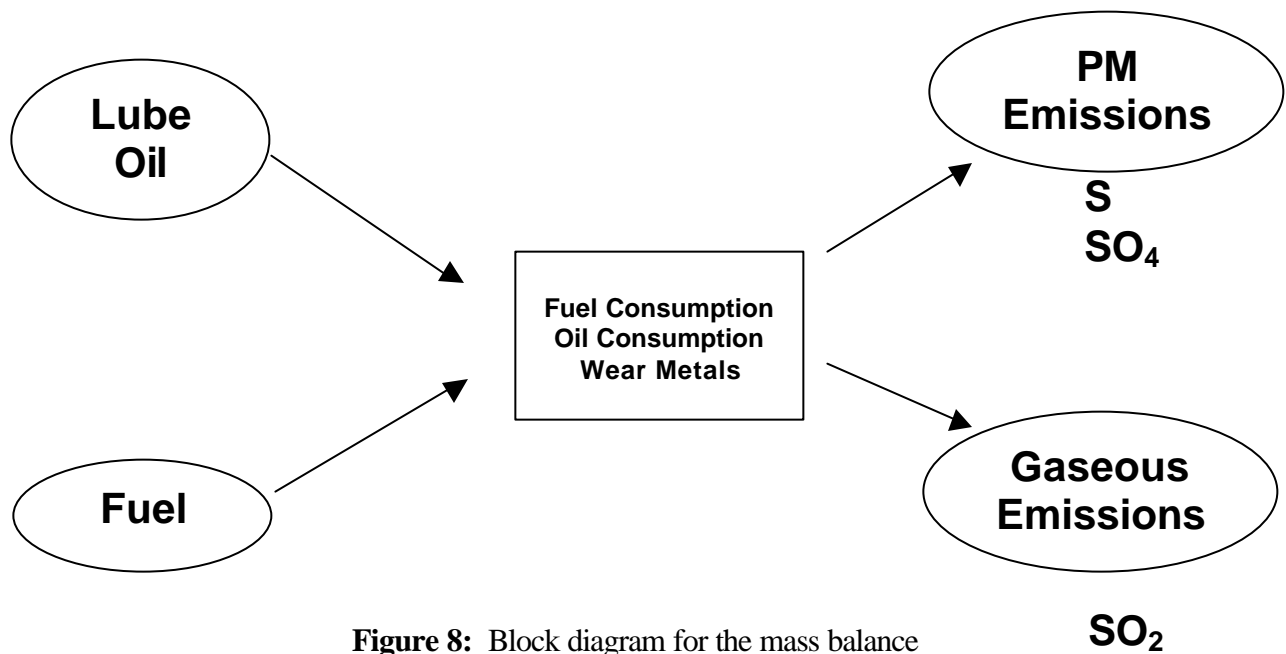 Lube
Oil
Fuel
Fuel Consumption
Oil Consumption
Wear Metals
PM
Emissions
S
SO₄
Gaseous
Emissions
SO₂
Figure 8: Block diagram for the mass balance